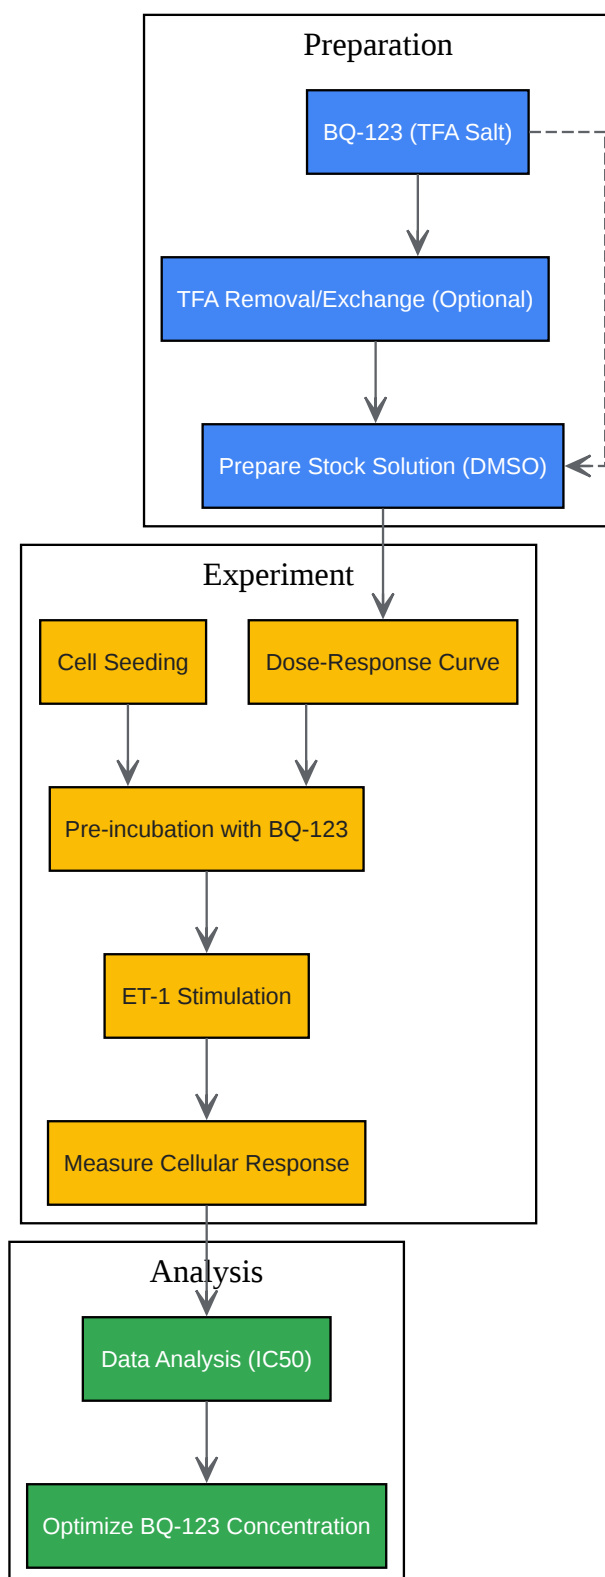 Preparation
BQ-123 (TFA Salt)
TFA Removal/Exchange (Optional)
Prepare Stock Solution (DMSO)
Experiment
Cell Seeding
Dose-Response Curve
Pre-incubation with BQ-123
ET-1 Stimulation
Measure Cellular Response
Analysis
Data Analysis (IC50)
Optimize BQ-123 Concentration